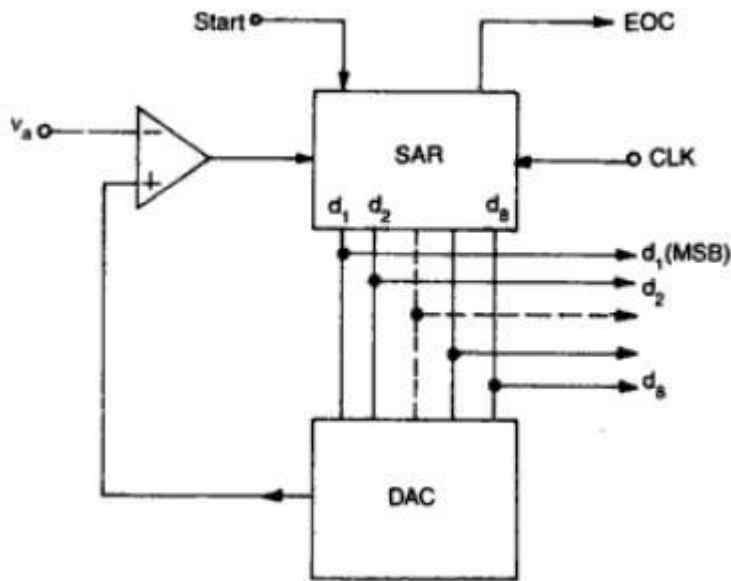 Start
EOC
vₐ
−
+
SAR
CLK
d₁ d₂ d₈
d₁(MSB)
d₂
d₈
DAC